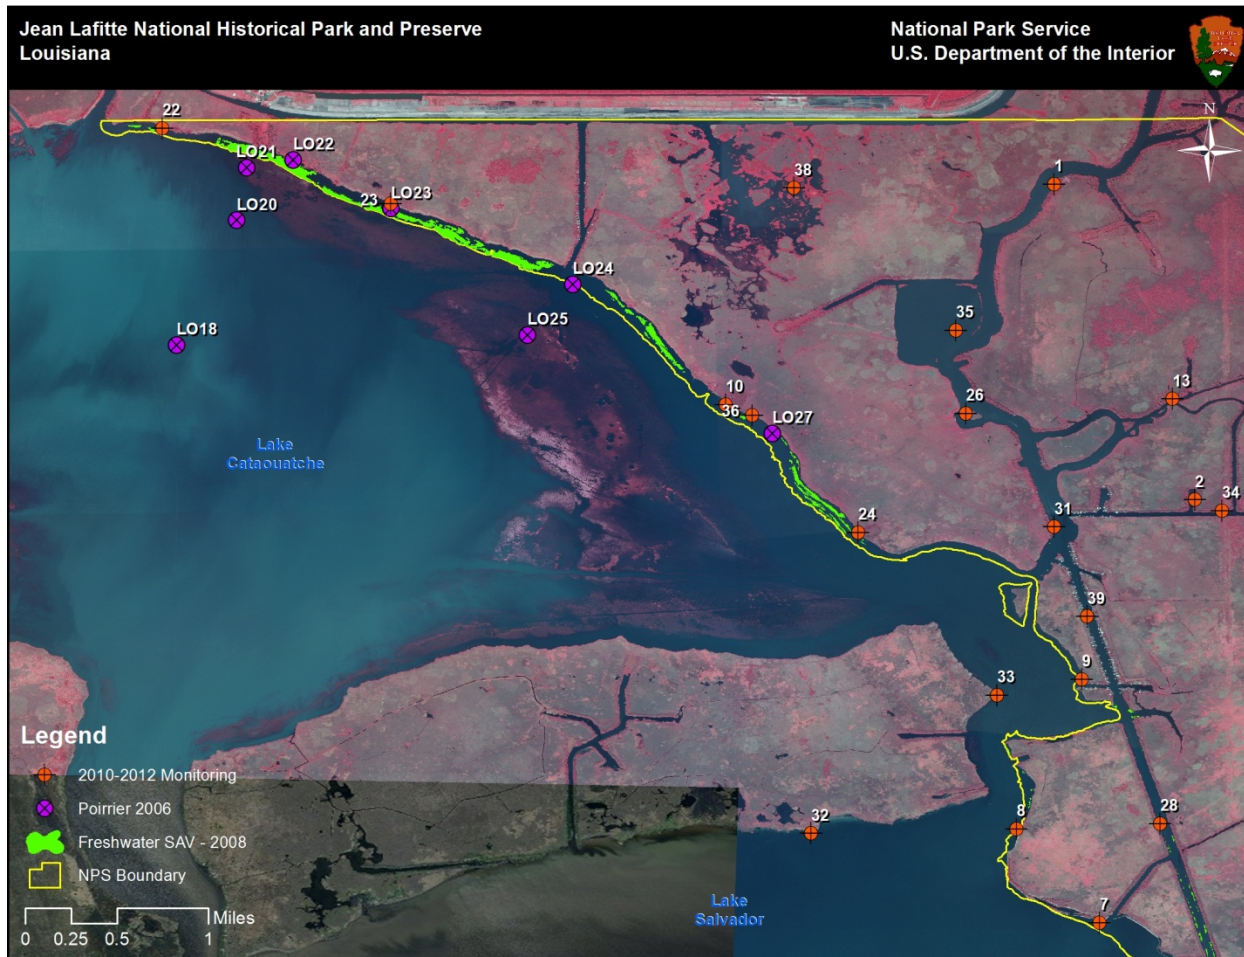 Jean Lafitte National Historical Park and Preserve
Louisiana
National Park Service
U.S. Department of the Interior
N
22
LO21
LO22
38
1
23
LO23
LO20
LO24
LO25
35
LO18
10
36
LO27
26
13
Lake
Cataouatche
2
34
24
31
39
9
33
Legend
2010-2012 Monitoring
Poirrier 2006
Freshwater SAV - 2008
NPS Boundary
Miles
0 0.25 0.5 1
32
8
28
Lake
Salvador
7